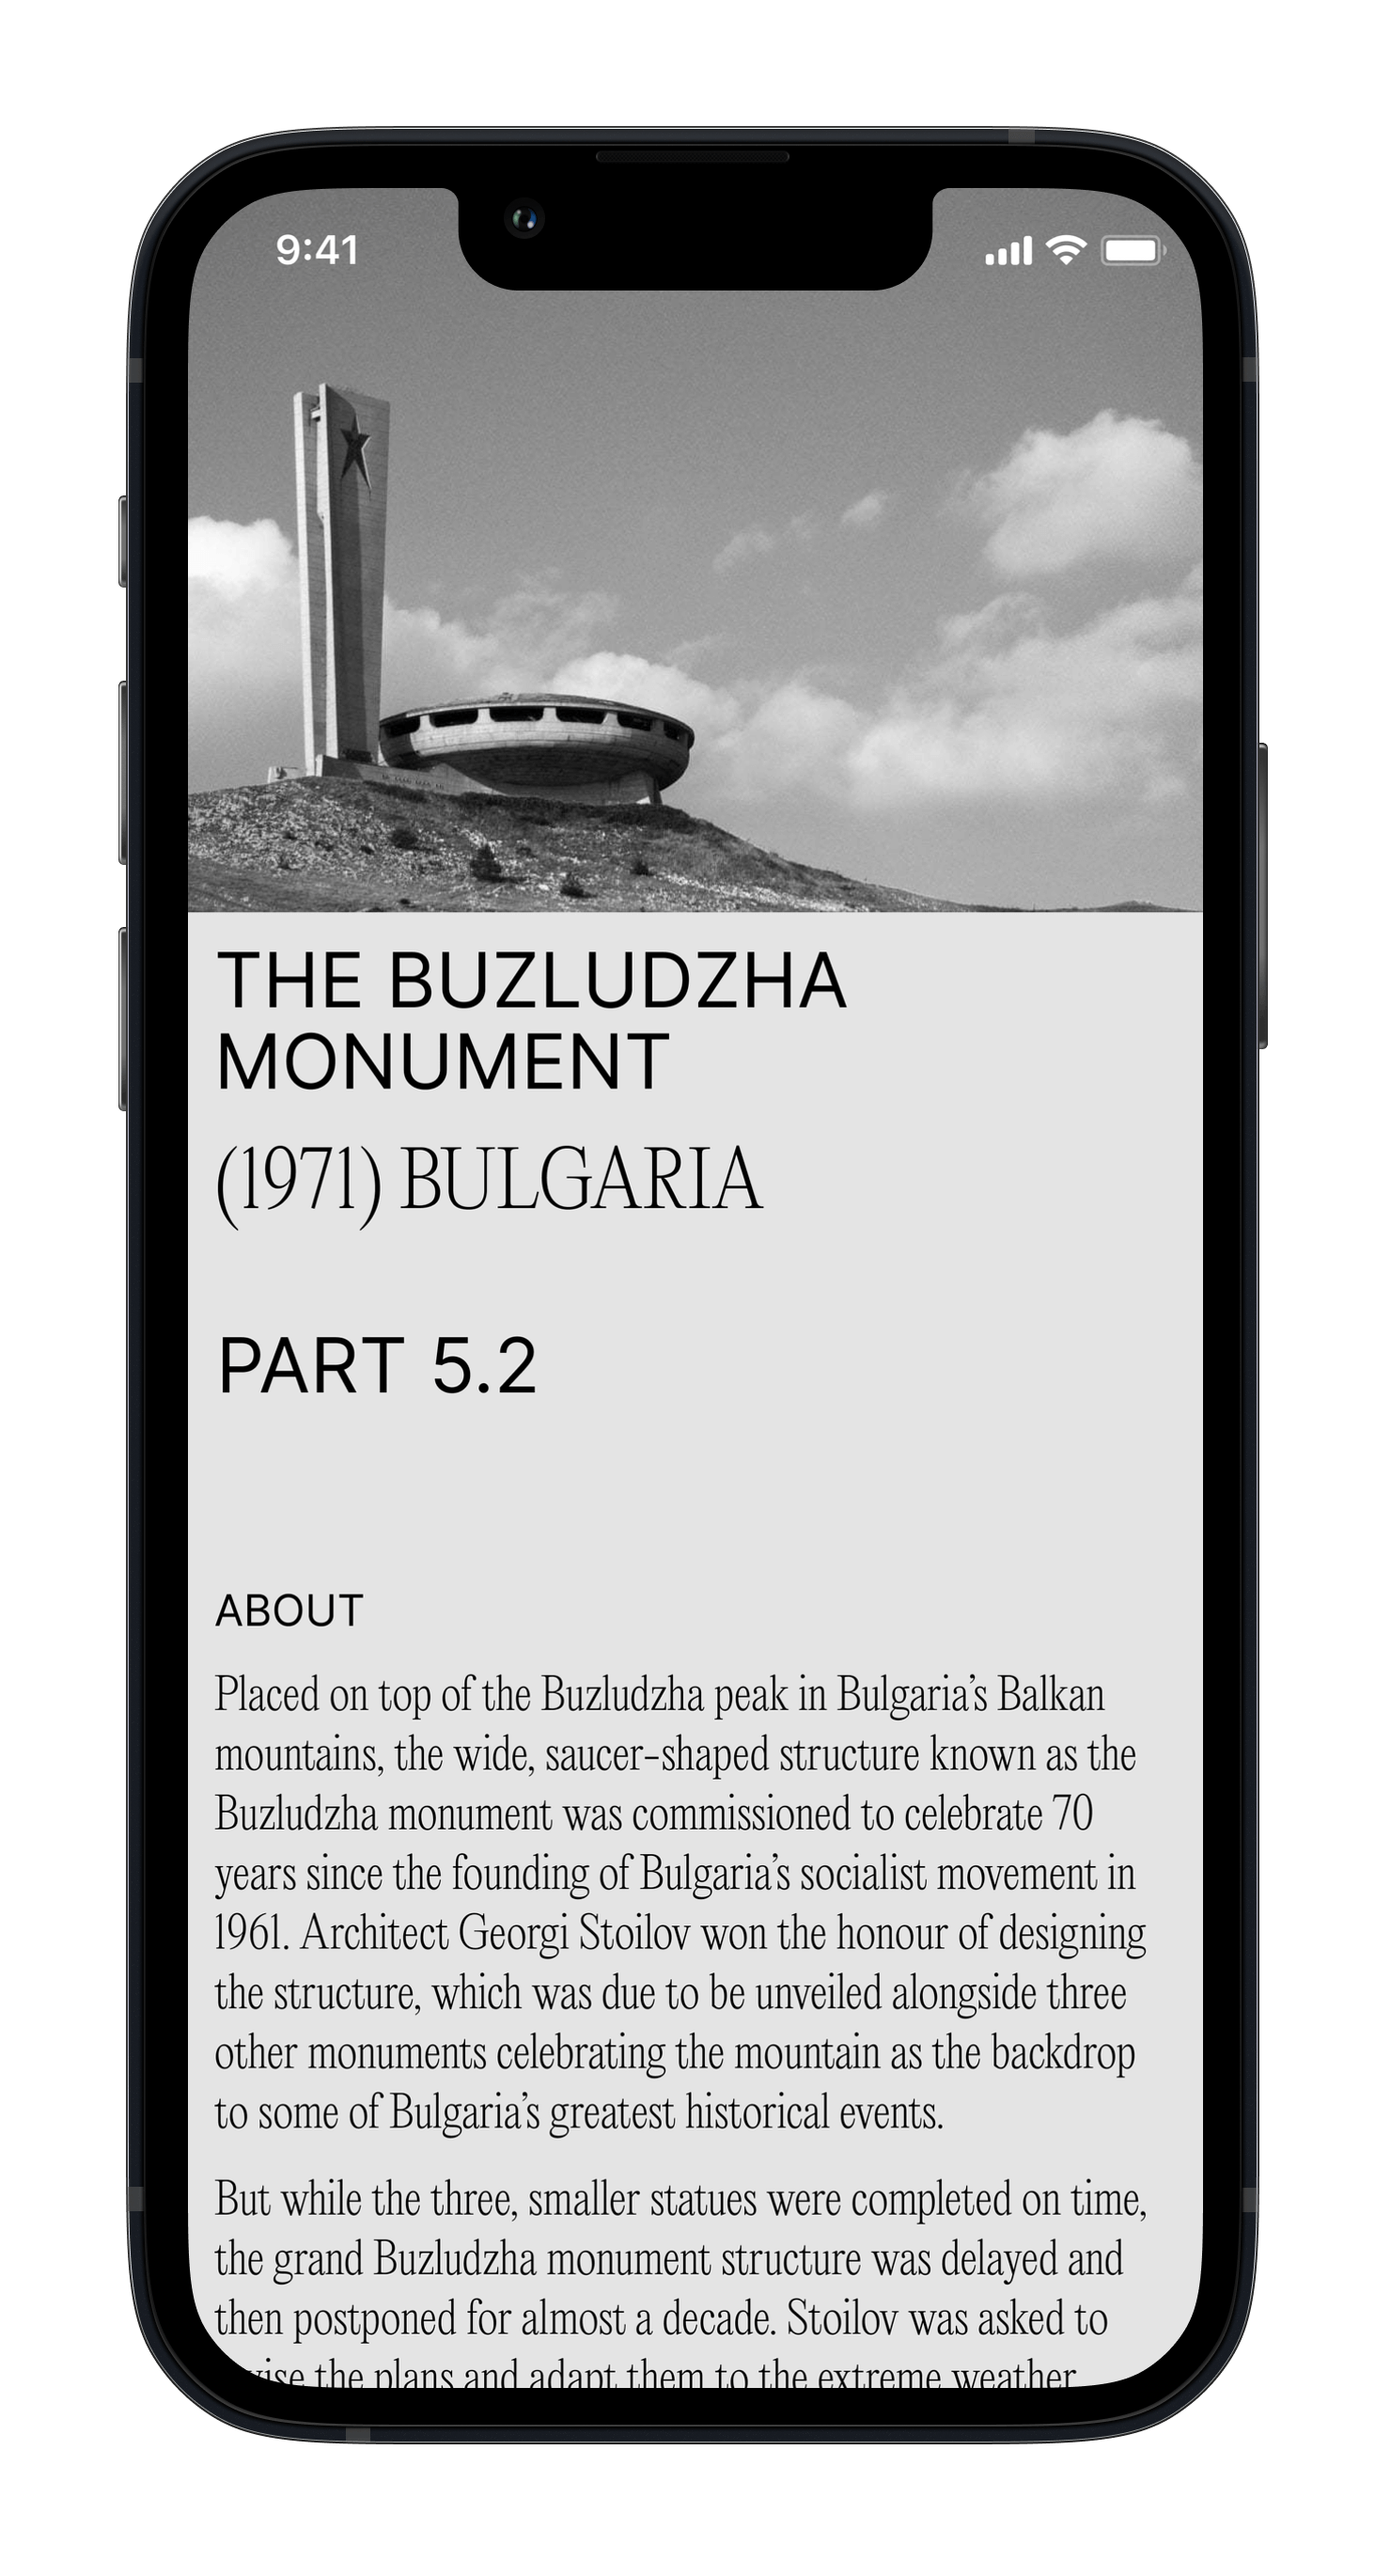 9:41
THE BUZLUDZHA
MONUMENT
(1971) BULGARIA
PART 5.2
ABOUT
Placed on top of the Buzludzha peak in Bulgaria’s Balkan
mountains, the wide, saucer-shaped structure known as the
Buzludzha monument was commissioned to celebrate 70
years since the founding of Bulgaria’s socialist movement in
1961. Architect Georgi Stoilov won the honour of designing
the structure, which was due to be unveiled alongside three
other monuments celebrating the mountain as the backdrop
to some of Bulgaria’s greatest historical events.
But while the three, smaller statues were completed on time,
the grand Buzludzha monument structure was delayed and
then postponed for almost a decade. Stoilov was asked to
the plans and adapt them to the extreme weather